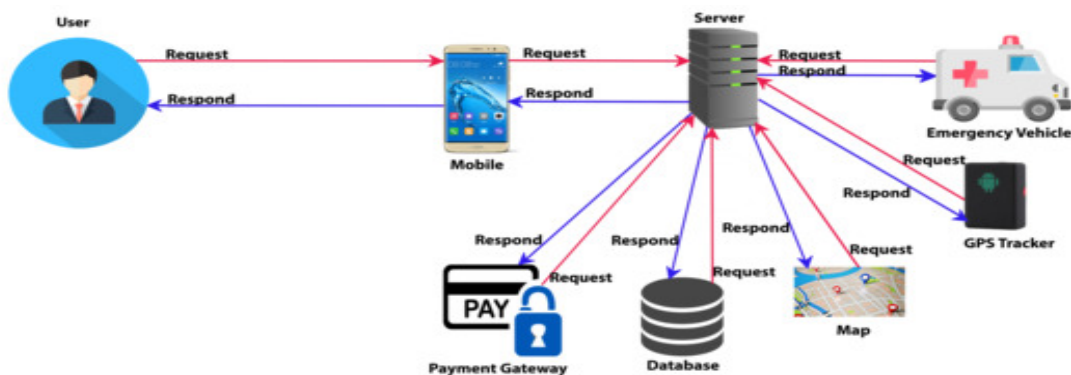 User
Server
Request
Request
Request
Respond
Respond
Respond
Emergency Vehicle
Mobile
Request
Respond
GPS Tracker
Respond
Respond
Respond
Request
Request
Request
PAY
Map
Payment Gateway
Database